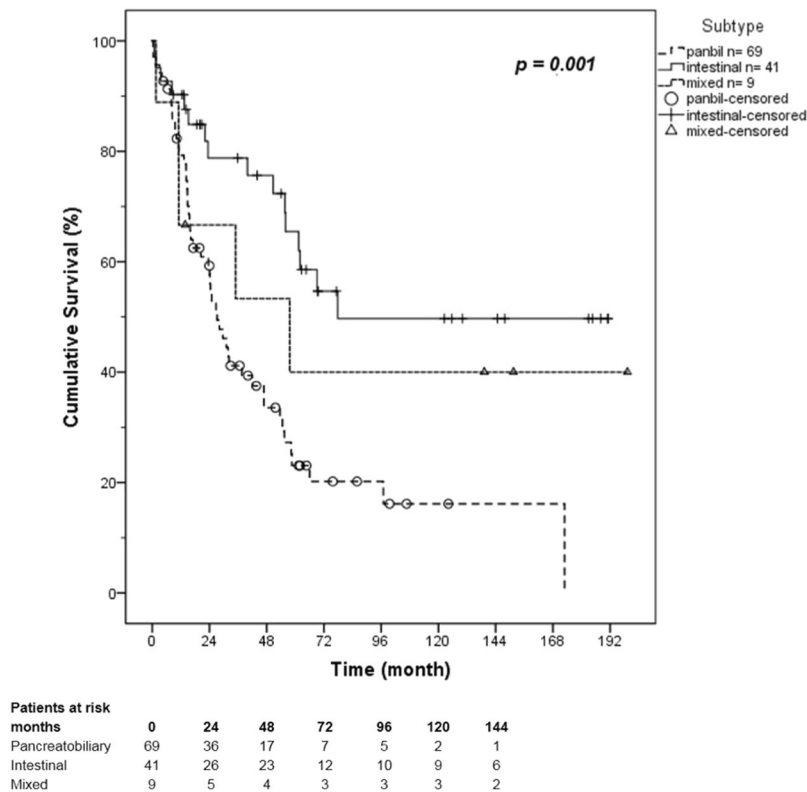 Subtype
panbil n= 69
intestinal n= 41
mixed n= 9
panbil-censored
intestinal-censored
mixed-censored
p = 0.001
Cumulative Survival (%)
100
80
60
40
20
0
0 24 48 72 96 120 144 168 192
Time (month)
Patients at risk
months 0 24 48 72 96 120 144
Pancreatobiliary 69 36 17 7 5 2 1
Intestinal 41 26 23 12 10 9 6
Mixed 9 5 4 3 3 3 2